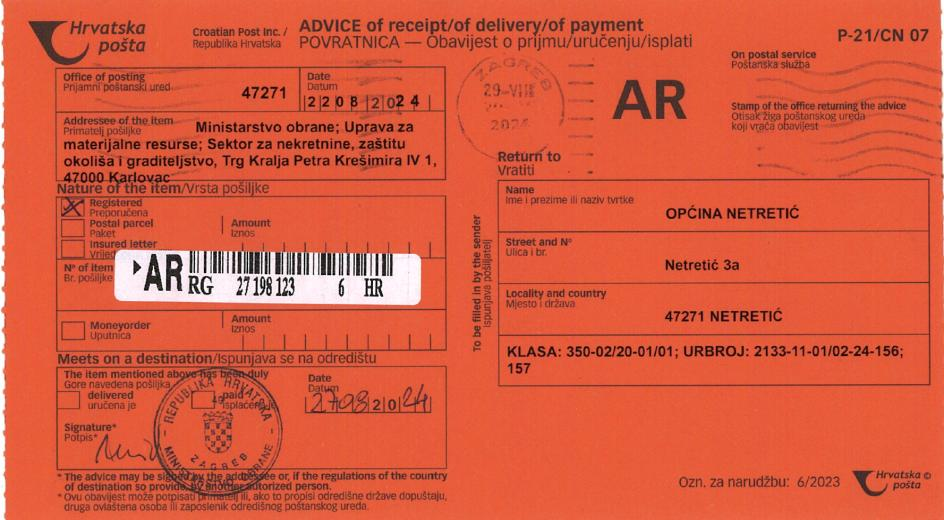 Hrvatska
pošta
Croatian Post Inc. /
Republika Hrvatska
ADVICE of receipt/of delivery/of payment
POVRATNICA — Obavijest o prijmu/uručenju/isplati
P-21/CN 07
Office of posting
Prijamni poštanski ured
47271
Date
Datum
2 2 0 8 2 0 2 4
ZAGREB
29-VIII
2024
AR
On postal service
Poštanska služba
Stamp of the office returning the advice
Otisak žiga poštanskog ureda
koji vraća obavijest
Addressee of the item
Primatelj pošiljke
Ministarstvo obrane; Uprava za
materijalne resurse; Sektor za nekretnine, zaštitu
okoliša i graditeljstvo, Trg Kralja Petra Krešimira IV 1,
47000 Karlovac
Nature of the item/Vrsta pošiljke
Registered
Preporučena
Postal parcel
Paket
Amount
Iznos
Insured letter
Nº of item
Br. pošiljke
AR RG 27 198 123 6 HR
Moneyorder
Uputnica
Amount
Iznos
Meets on a destination/Ispunjava se na odredištu
The item mentioned above has been duly
Gore navedena pošiljka
delivered
uručena je
paid
isplaćena je
Date
Datum
2 7 0 8 2 0 2 4
Signature*
Potpis*
REPUBLIKA HRVATSKA
MINISTARSTVO OBRANE
ZAGREB
* The advice may be signed by the addressee or, if the regulations of the country
of destination so provide, by another autorized person.
* Ovu obavijest može potpisati primatelj ili, ako to propisi odredišne države dopuštaju,
druga ovlaštena osoba ili zaposlenik odredišnog poštanskog ureda.
To be filled in by the sender
Ispunjava pošiljatelj
Return to
Vratiti
Name
Ime i prezime ili naziv tvrtke
OPĆINA NETRETIĆ
Street and Nº
Ulica i br.
Netretić 3a
Locality and country
Mjesto i država
47271 NETRETIĆ
KLASA: 350-02/20-01/01; URBROJ: 2133-11-01/02-24-156;
157
Ozn. za narudžbu: 6/2023
Hrvatska ©
pošta